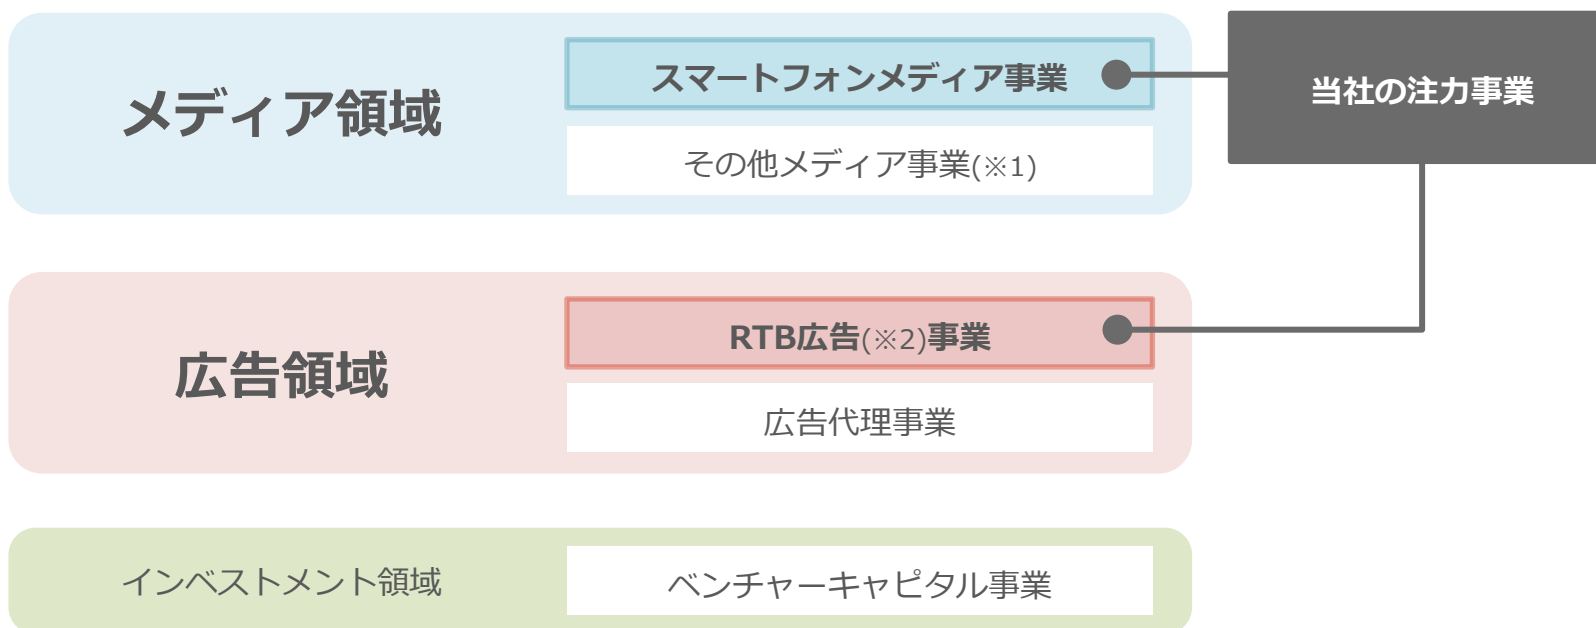 メディア領域
スマートフォンメディア事業
その他メディア事業(※1)
当社の注力事業
広告領域
RTB広告(※2)事業
広告代理事業
インベストメント領域
ベンチャーキャピタル事業